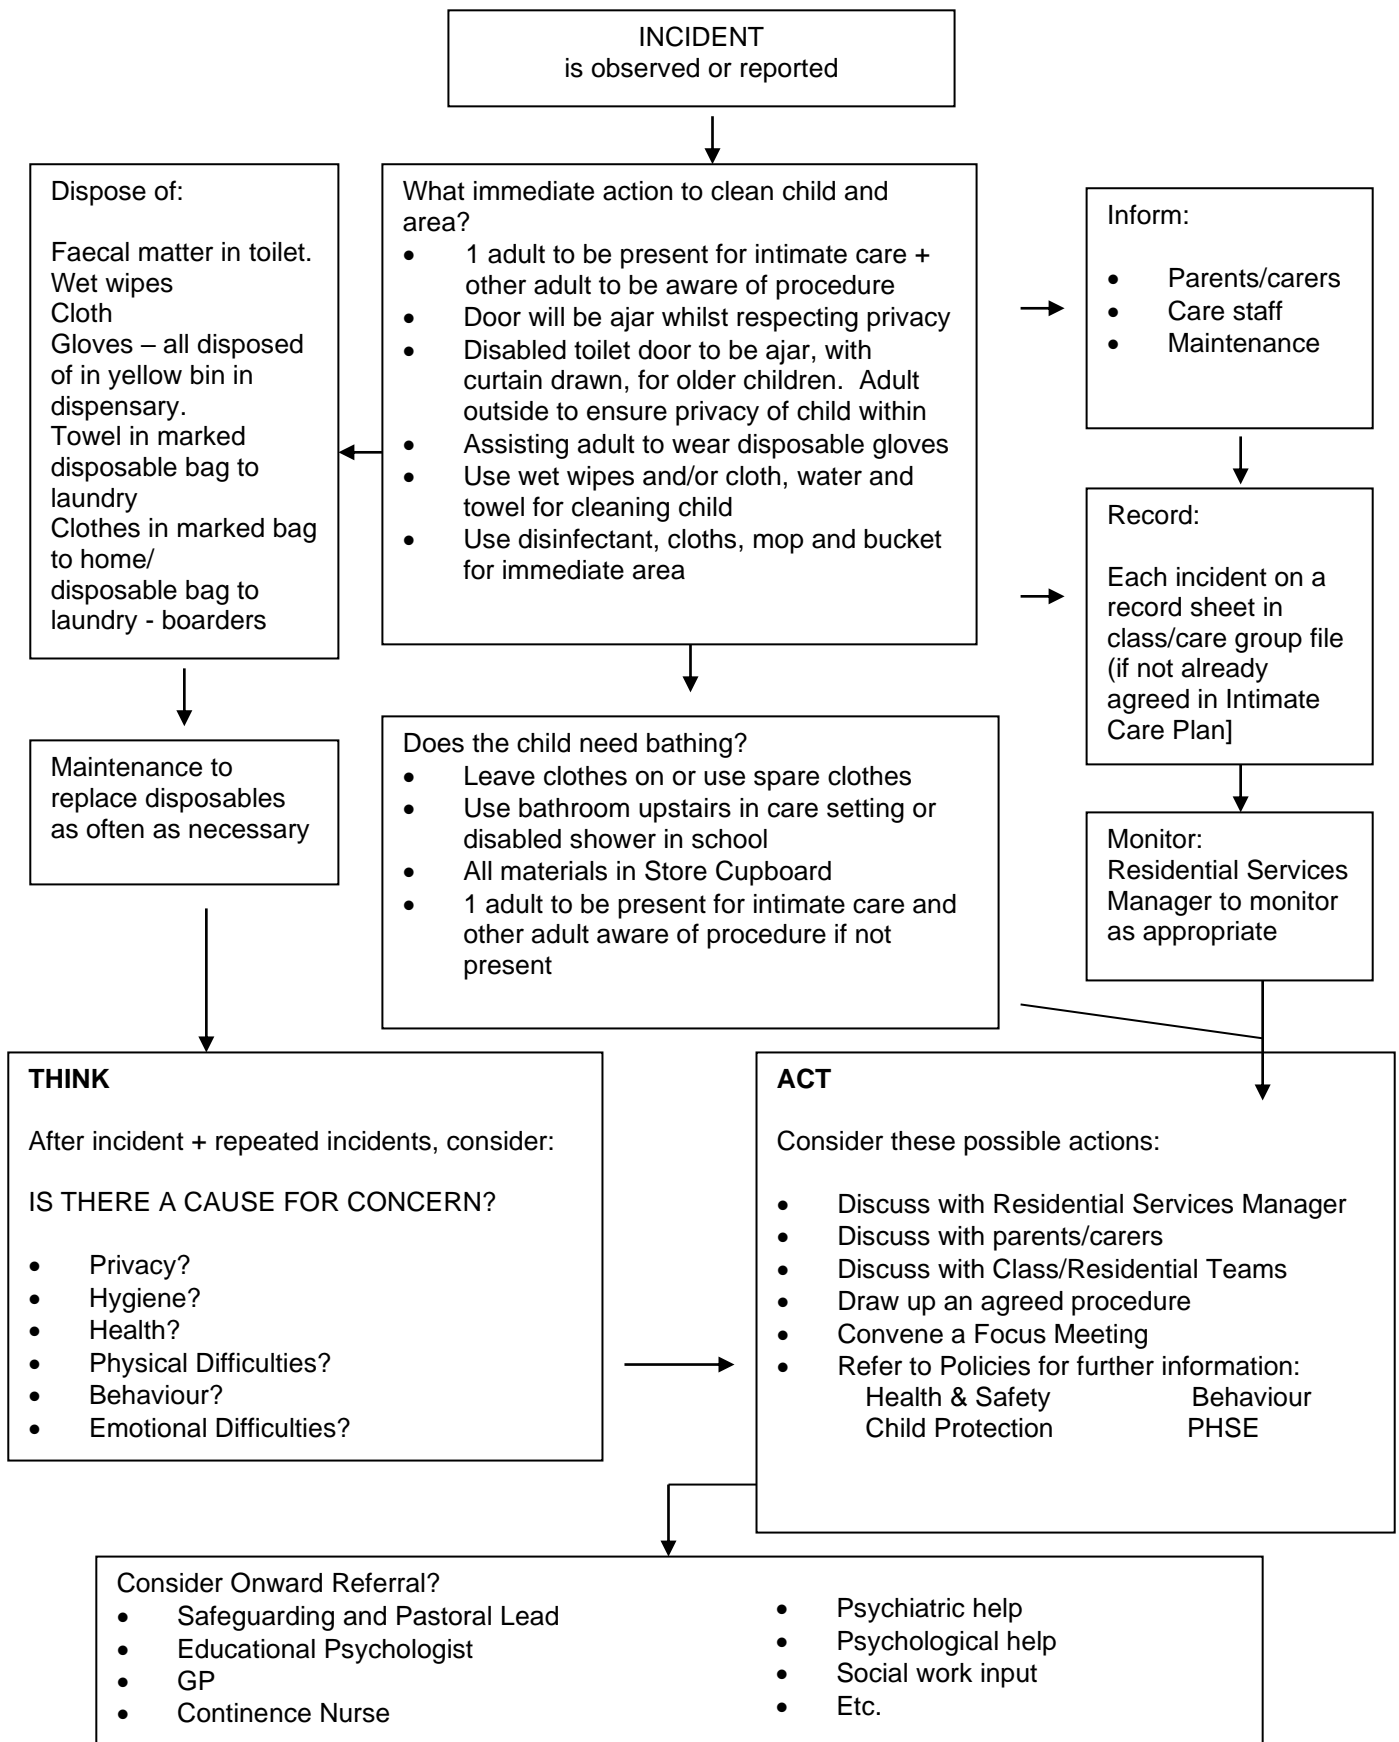 INCIDENT
is observed or reported
Dispose of:
Faecal matter in toilet.
Wet wipes
Cloth
Gloves – all disposed
of in yellow bin in
dispensary.
Towel in marked
disposable bag to
laundry
Clothes in marked bag
to home/
disposable bag to
laundry - boarders
What immediate action to clean child and
area?
• 1 adult to be present for intimate care +
other adult to be aware of procedure
• Door will be ajar whilst respecting privacy
• Disabled toilet door to be ajar, with
curtain drawn, for older children. Adult
outside to ensure privacy of child within
• Assisting adult to wear disposable gloves
• Use wet wipes and/or cloth, water and
towel for cleaning child
• Use disinfectant, cloths, mop and bucket
for immediate area
Inform:
• Parents/carers
• Care staff
• Maintenance
Record:
Each incident on a
record sheet in
class/care group file
(if not already
agreed in Intimate
Care Plan]
Maintenance to
replace disposables
as often as necessary
Does the child need bathing?
• Leave clothes on or use spare clothes
• Use bathroom upstairs in care setting or
disabled shower in school
• All materials in Store Cupboard
• 1 adult to be present for intimate care and
other adult aware of procedure if not
present
Monitor:
Residential Services
Manager to monitor
as appropriate
THINK
After incident + repeated incidents, consider:
IS THERE A CAUSE FOR CONCERN?
• Privacy?
• Hygiene?
• Health?
• Physical Difficulties?
• Behaviour?
• Emotional Difficulties?
ACT
Consider these possible actions:
• Discuss with Residential Services Manager
• Discuss with parents/carers
• Discuss with Class/Residential Teams
• Draw up an agreed procedure
• Convene a Focus Meeting
• Refer to Policies for further information:
Health & Safety Behaviour
Child Protection PHSE
Consider Onward Referral?
• Safeguarding and Pastoral Lead
• Educational Psychologist
• GP
• Continence Nurse
• Psychiatric help
• Psychological help
• Social work input
• Etc.